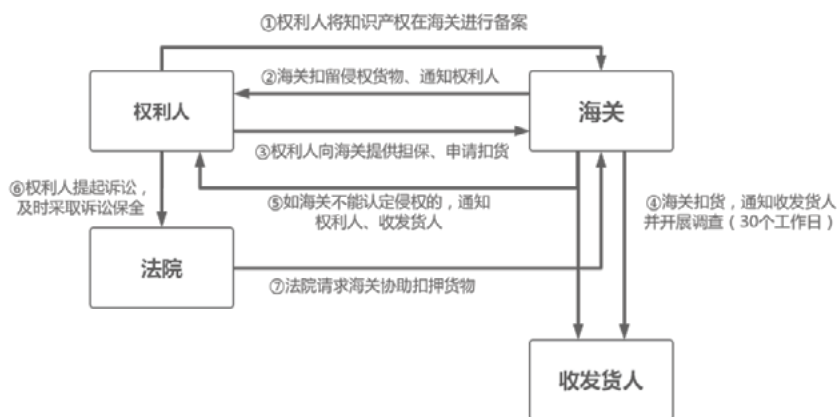 ①权利人将知识产权在海关进行备案
②海关扣留侵权货物、通知权利人
权利人
海关
③权利人向海关提供担保、申请扣货
⑥权利人提起诉讼，
及时采取诉讼保全
⑤如海关不能认定侵权的，通知
权利人、收发货人
④海关扣货，通知收发货人
并开展调查（30个工作日）
法院
⑦法院请求海关协助扣押货物
收发货人